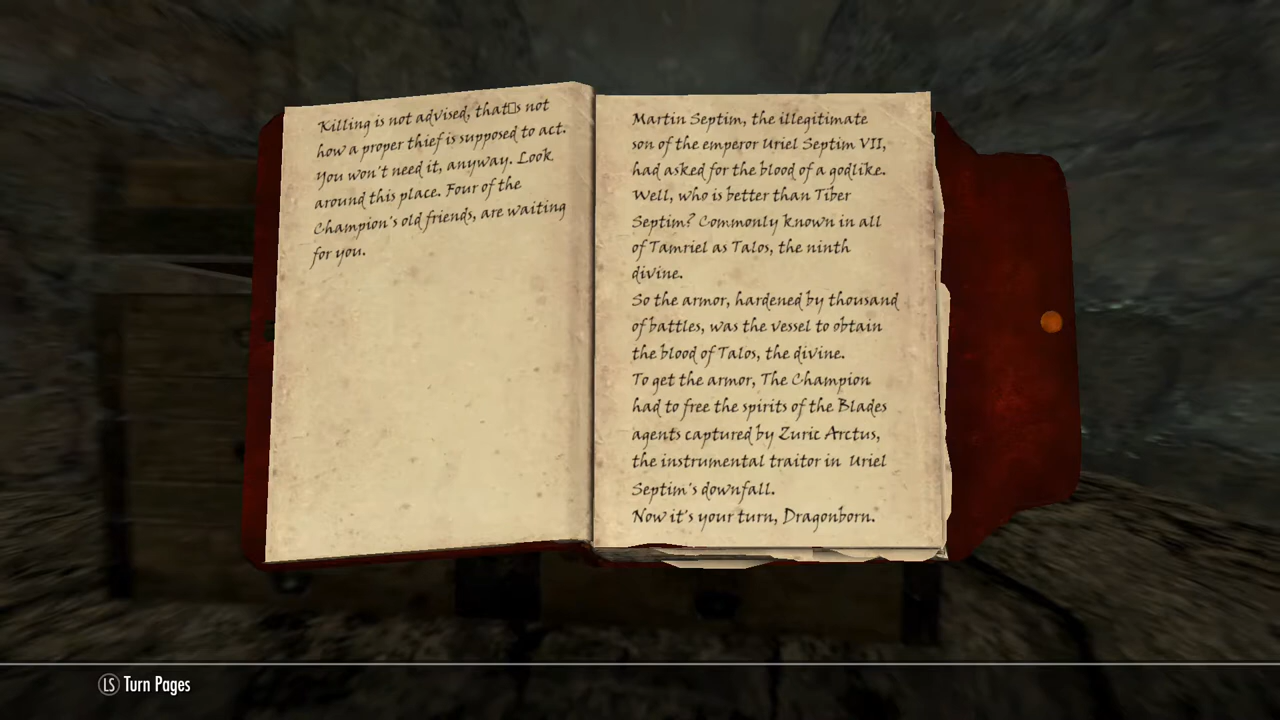 Killing is not advised, that□s not
how a proper thief is supposed to act.
You won't need it, anyway. Look
around this place. Four of the
Champion's old friends, are waiting
for you.
Martin Septim, the illegitimate
son of the emperor Uriel Septim VII,
had asked for the blood of a godlike.
Well, who is better than Tiber
Septim? Commonly known in all
of Tamriel as Talos, the ninth
divine.
So the armor, hardened by thousand
of battles, was the vessel to obtain
the blood of Talos, the divine.
To get the armor, The Champion
had to free the spirits of the Blades
agents captured by Zuric Arctus,
the instrumental traitor in Uriel
Septim's downfall.
Now it's your turn, Dragonborn.
LS Turn Pages